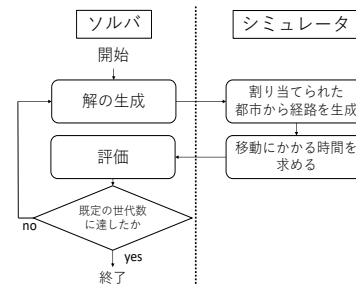 ソルバ
シミュレータ
開始
解の生成
割り当てられた
都市から経路を生成
移動にかかる時間を
求める
評価
既定の世代数
に達したか
no
yes
終了